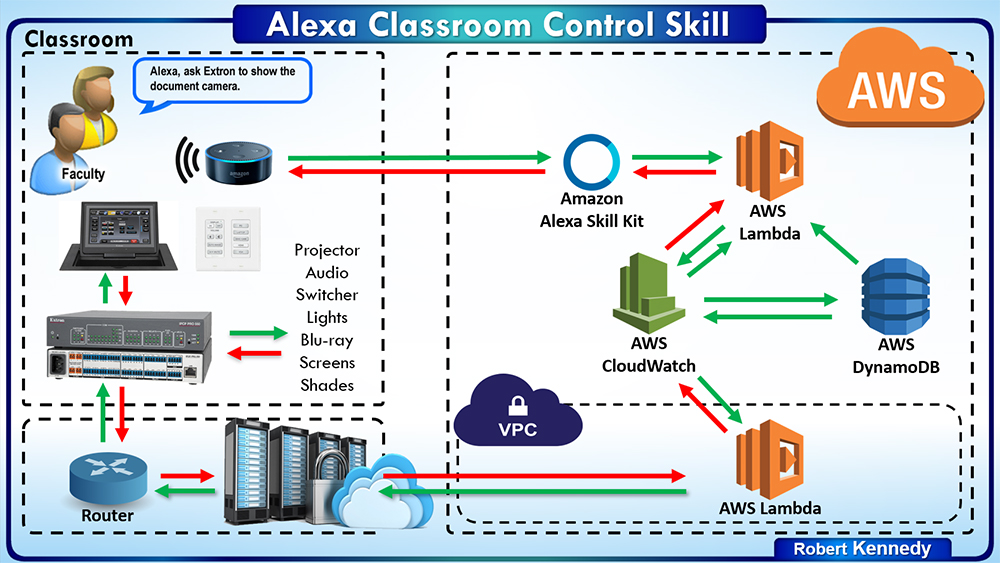 Alexa Classroom Control Skill
Classroom
Alexa, ask Extron to show the
document camera.
Faculty
amazon
AWS
Amazon
Alexa Skill Kit
AWS
Lambda
Projector
Audio
Switcher
Lights
Blu-ray
Screens
Shades
Extron
AWS
CloudWatch
AWS
DynamoDB
VPC
Router
AWS Lambda
Robert Kennedy